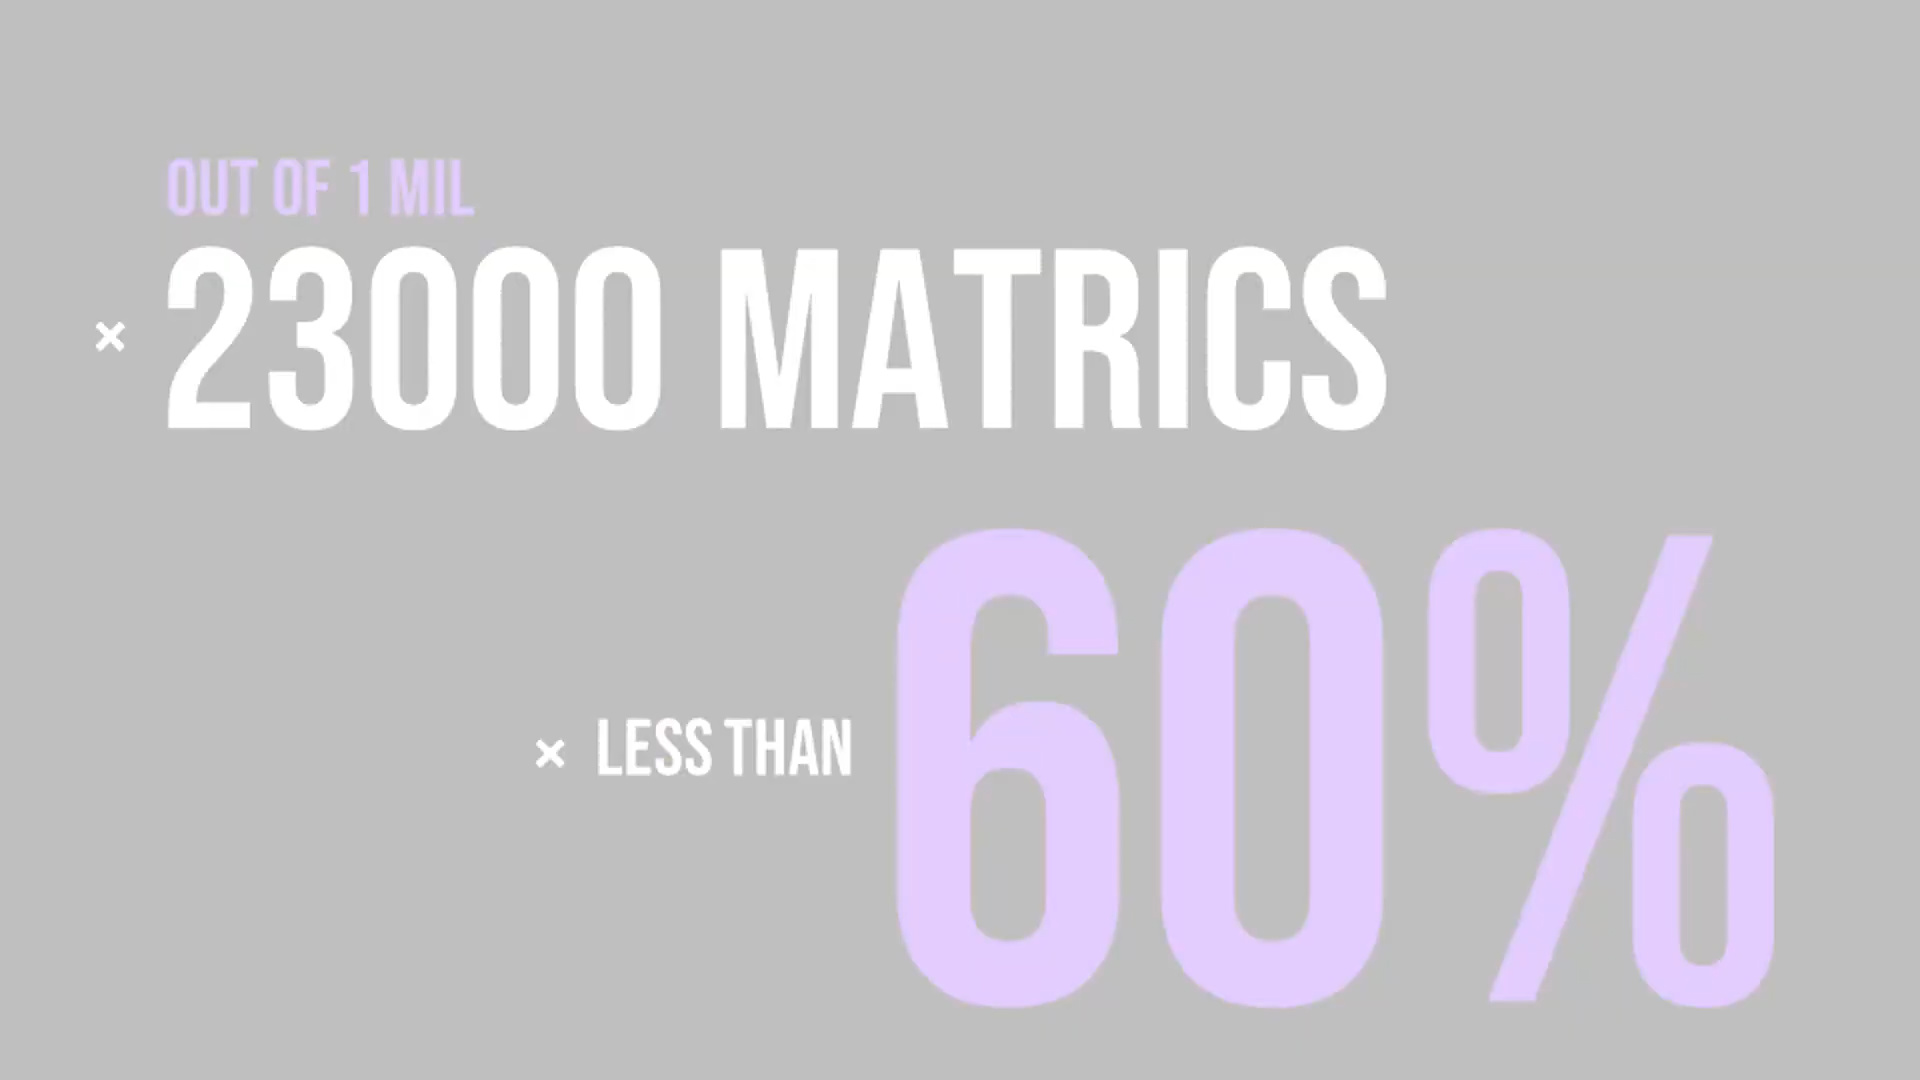 OUT OF 1 MIL
× 23000 MATRICS
× LESS THAN 60%